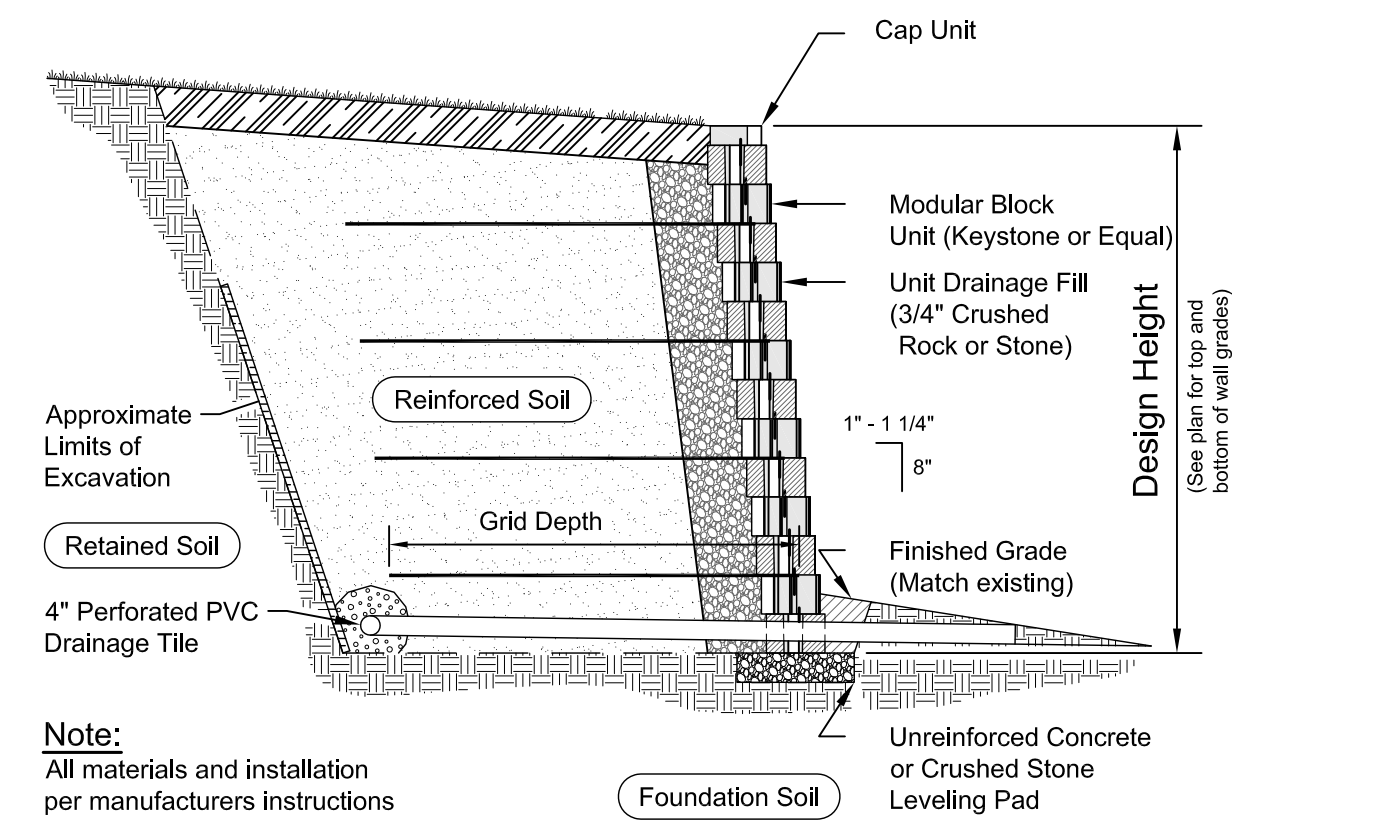 Cap Unit
Modular Block
Unit (Keystone or Equal)
Unit Drainage Fill
(3/4" Crushed
Rock or Stone)
Design Height
(See plan for top and
bottom of wall grades)
Reinforced Soil
Approximate
Limits of
Excavation
1" - 1 1/4"
8"
Grid Depth
Retained Soil
Finished Grade
(Match existing)
4" Perforated PVC
Drainage Tile
Note:
All materials and installation
per manufacturers instructions
Unreinforced Concrete
or Crushed Stone
Leveling Pad
Foundation Soil